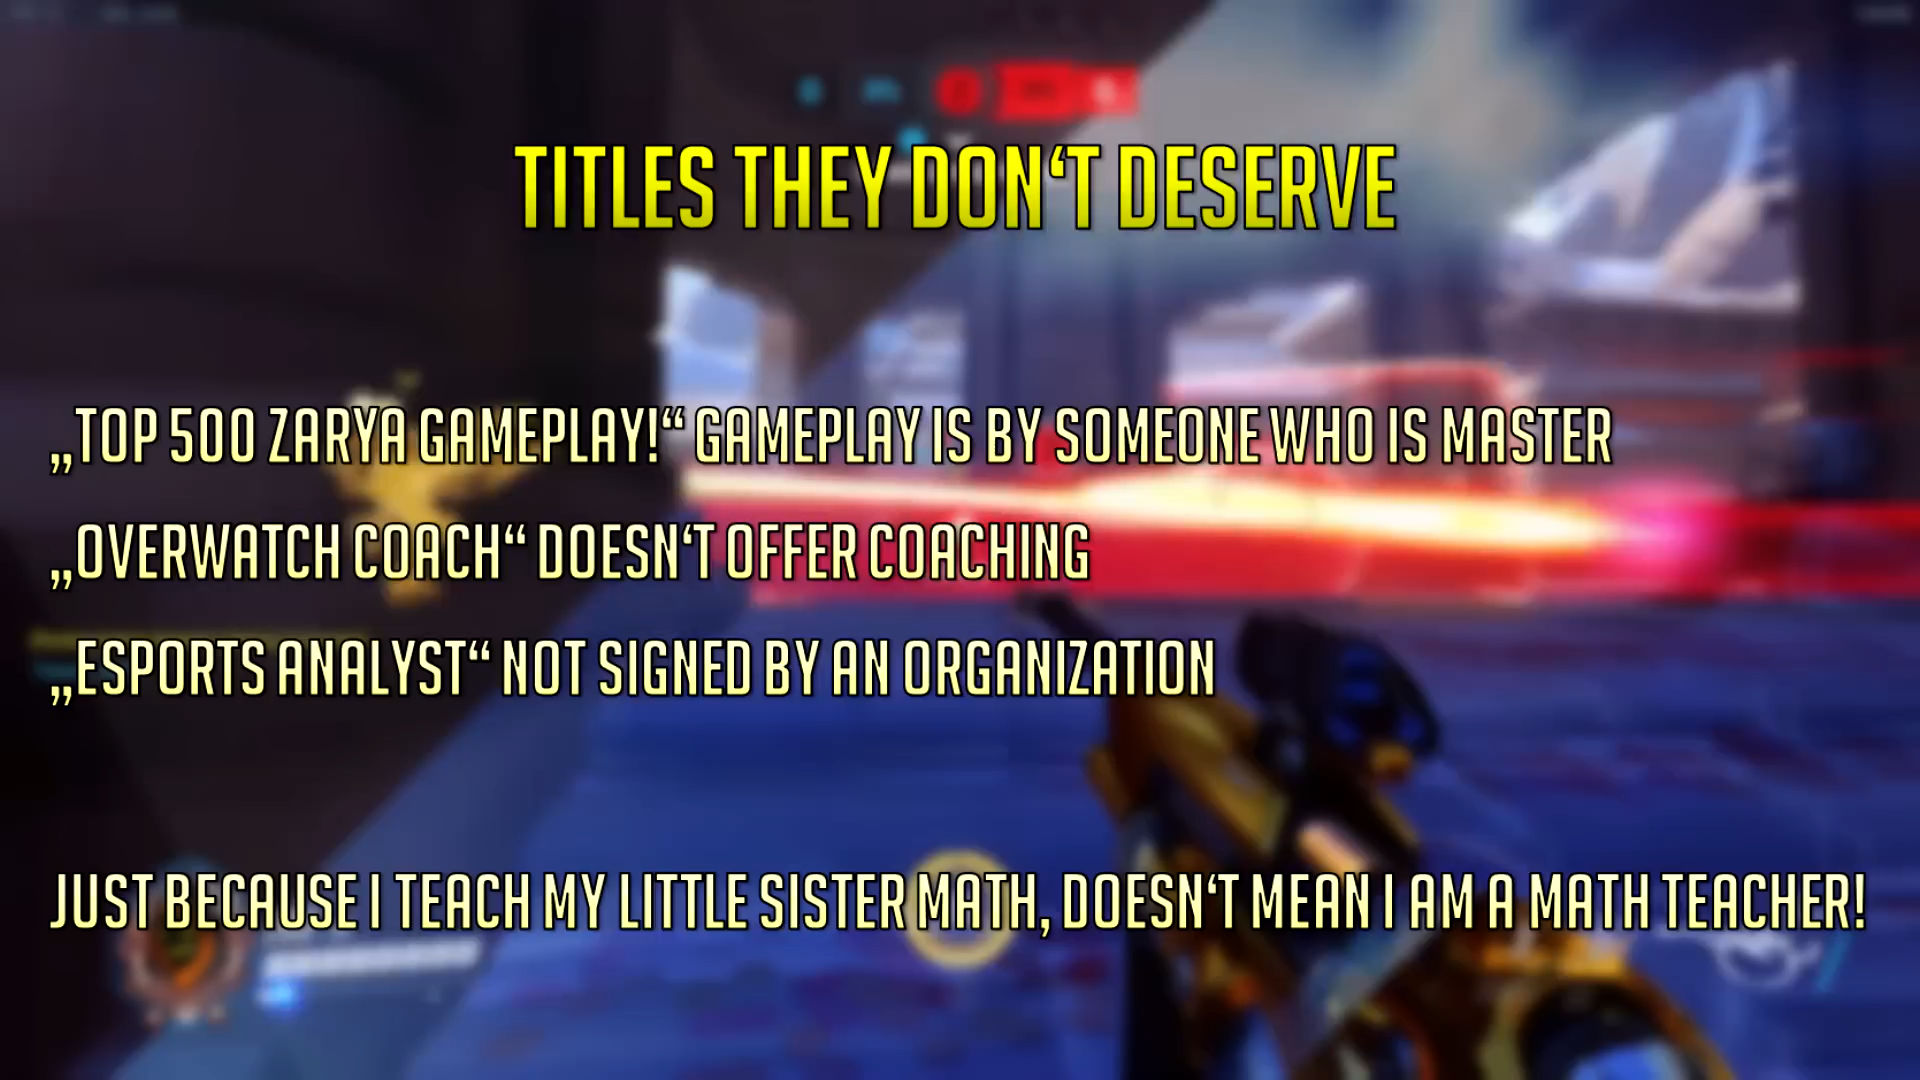 TITLES THEY DON‘T DESERVE
„TOP 500 ZARYA GAMEPLAY!“ GAMEPLAY IS BY SOMEONE WHO IS MASTER
„OVERWATCH COACH“ DOESN‘T OFFER COACHING
„ESPORTS ANALYST“ NOT SIGNED BY AN ORGANIZATION
JUST BECAUSE I TEACH MY LITTLE SISTER MATH, DOESN‘T MEAN I AM A MATH TEACHER!